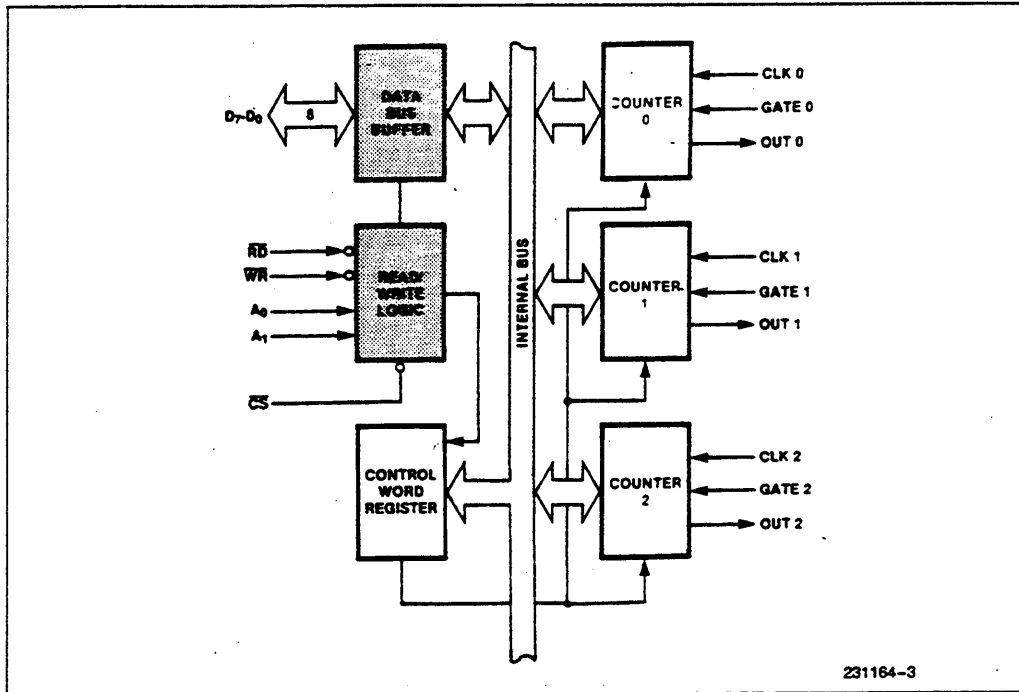 D7-D0
8
DATA
BUS
BUFFER
COUNTER
0
CLK 0
GATE 0
OUT 0
RD
WR
A0
A1
CS
READ/
WRITE
LOGIC
INTERNAL BUS
COUNTER
1
CLK 1
GATE 1
OUT 1
CONTROL
WORD
REGISTER
COUNTER
2
CLK 2
GATE 2
OUT 2
231164-3